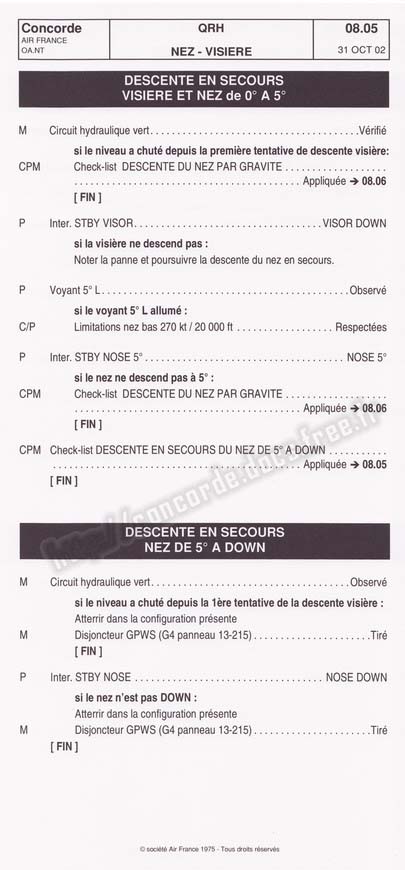 Concorde QRH 08.05
AIR FRANCE
OA.NT NEZ - VISIERE 31 OCT 02
DESCENTE EN SECOURS
VISIERE ET NEZ de 0° A 5°
M Circuit hydraulique vert. . . . . . . . . . . . . . . . . . . . . . . . . . . . . . . . . . . .Vérifié
si le niveau a chuté depuis la première tentative de descente visière:
CPM Check-list DESCENTE DU NEZ PAR GRAVITE . . . . . . . . . . . . . . . . .
. . . . . . . . . . . . . . . . . . . . . . . . . . . . . . . . . . . . . . Appliquée ➔ 08.06
[ FIN ]
P Inter. STBY VISOR. . . . . . . . . . . . . . . . . . . . . . . . . . . . . . . .VISOR DOWN
si la visière ne descend pas :
Noter la panne et poursuivre la descente du nez en secours.
P Voyant 5° L . . . . . . . . . . . . . . . . . . . . . . . . . . . . . . . . . . . . . . . . . .Observé
si le voyant 5° L allumé :
C/P Limitations nez bas 270 kt / 20 000 ft . . . . . . . . . . . . . . . . . Respectées
P Inter. STBY NOSE 5° . . . . . . . . . . . . . . . . . . . . . . . . . . . . . . . . . NOSE 5°
si le nez ne descend pas à 5° :
CPM Check-list DESCENTE DU NEZ PAR GRAVITE . . . . . . . . . . . . . . . . .
. . . . . . . . . . . . . . . . . . . . . . . . . . . . . . . . . . . . . . Appliquée ➔ 08.06
[ FIN ]
CPM Check-list DESCENTE EN SECOURS DU NEZ DE 5° A DOWN . . . . . . . . . .
. . . . . . . . . . . . . . . . . . . . . . . . . . . . . . . . . . . . . . . . . Appliquée ➔ 08.05
[ FIN ]
http://concorde.docsfree.fr
DESCENTE EN SECOURS
NEZ DE 5° A DOWN
M Circuit hydraulique vert. . . . . . . . . . . . . . . . . . . . . . . . . . . . . . . . . .Observé
si le niveau a chuté depuis la 1ère tentative de la descente visière :
Atterrir dans la configuration présente
M Disjoncteur GPWS (G4 panneau 13-215) . . . . . . . . . . . . . . . . . . . .Tiré
[ FIN ]
P Inter. STBY NOSE . . . . . . . . . . . . . . . . . . . . . . . . . . . . . . . . NOSE DOWN
si le nez n'est pas DOWN :
Atterrir dans la configuration présente
M Disjoncteur GPWS (G4 panneau 13-215) . . . . . . . . . . . . . . . . . . . .Tiré
[ FIN ]
© société Air France 1975 - Tous droits réservés